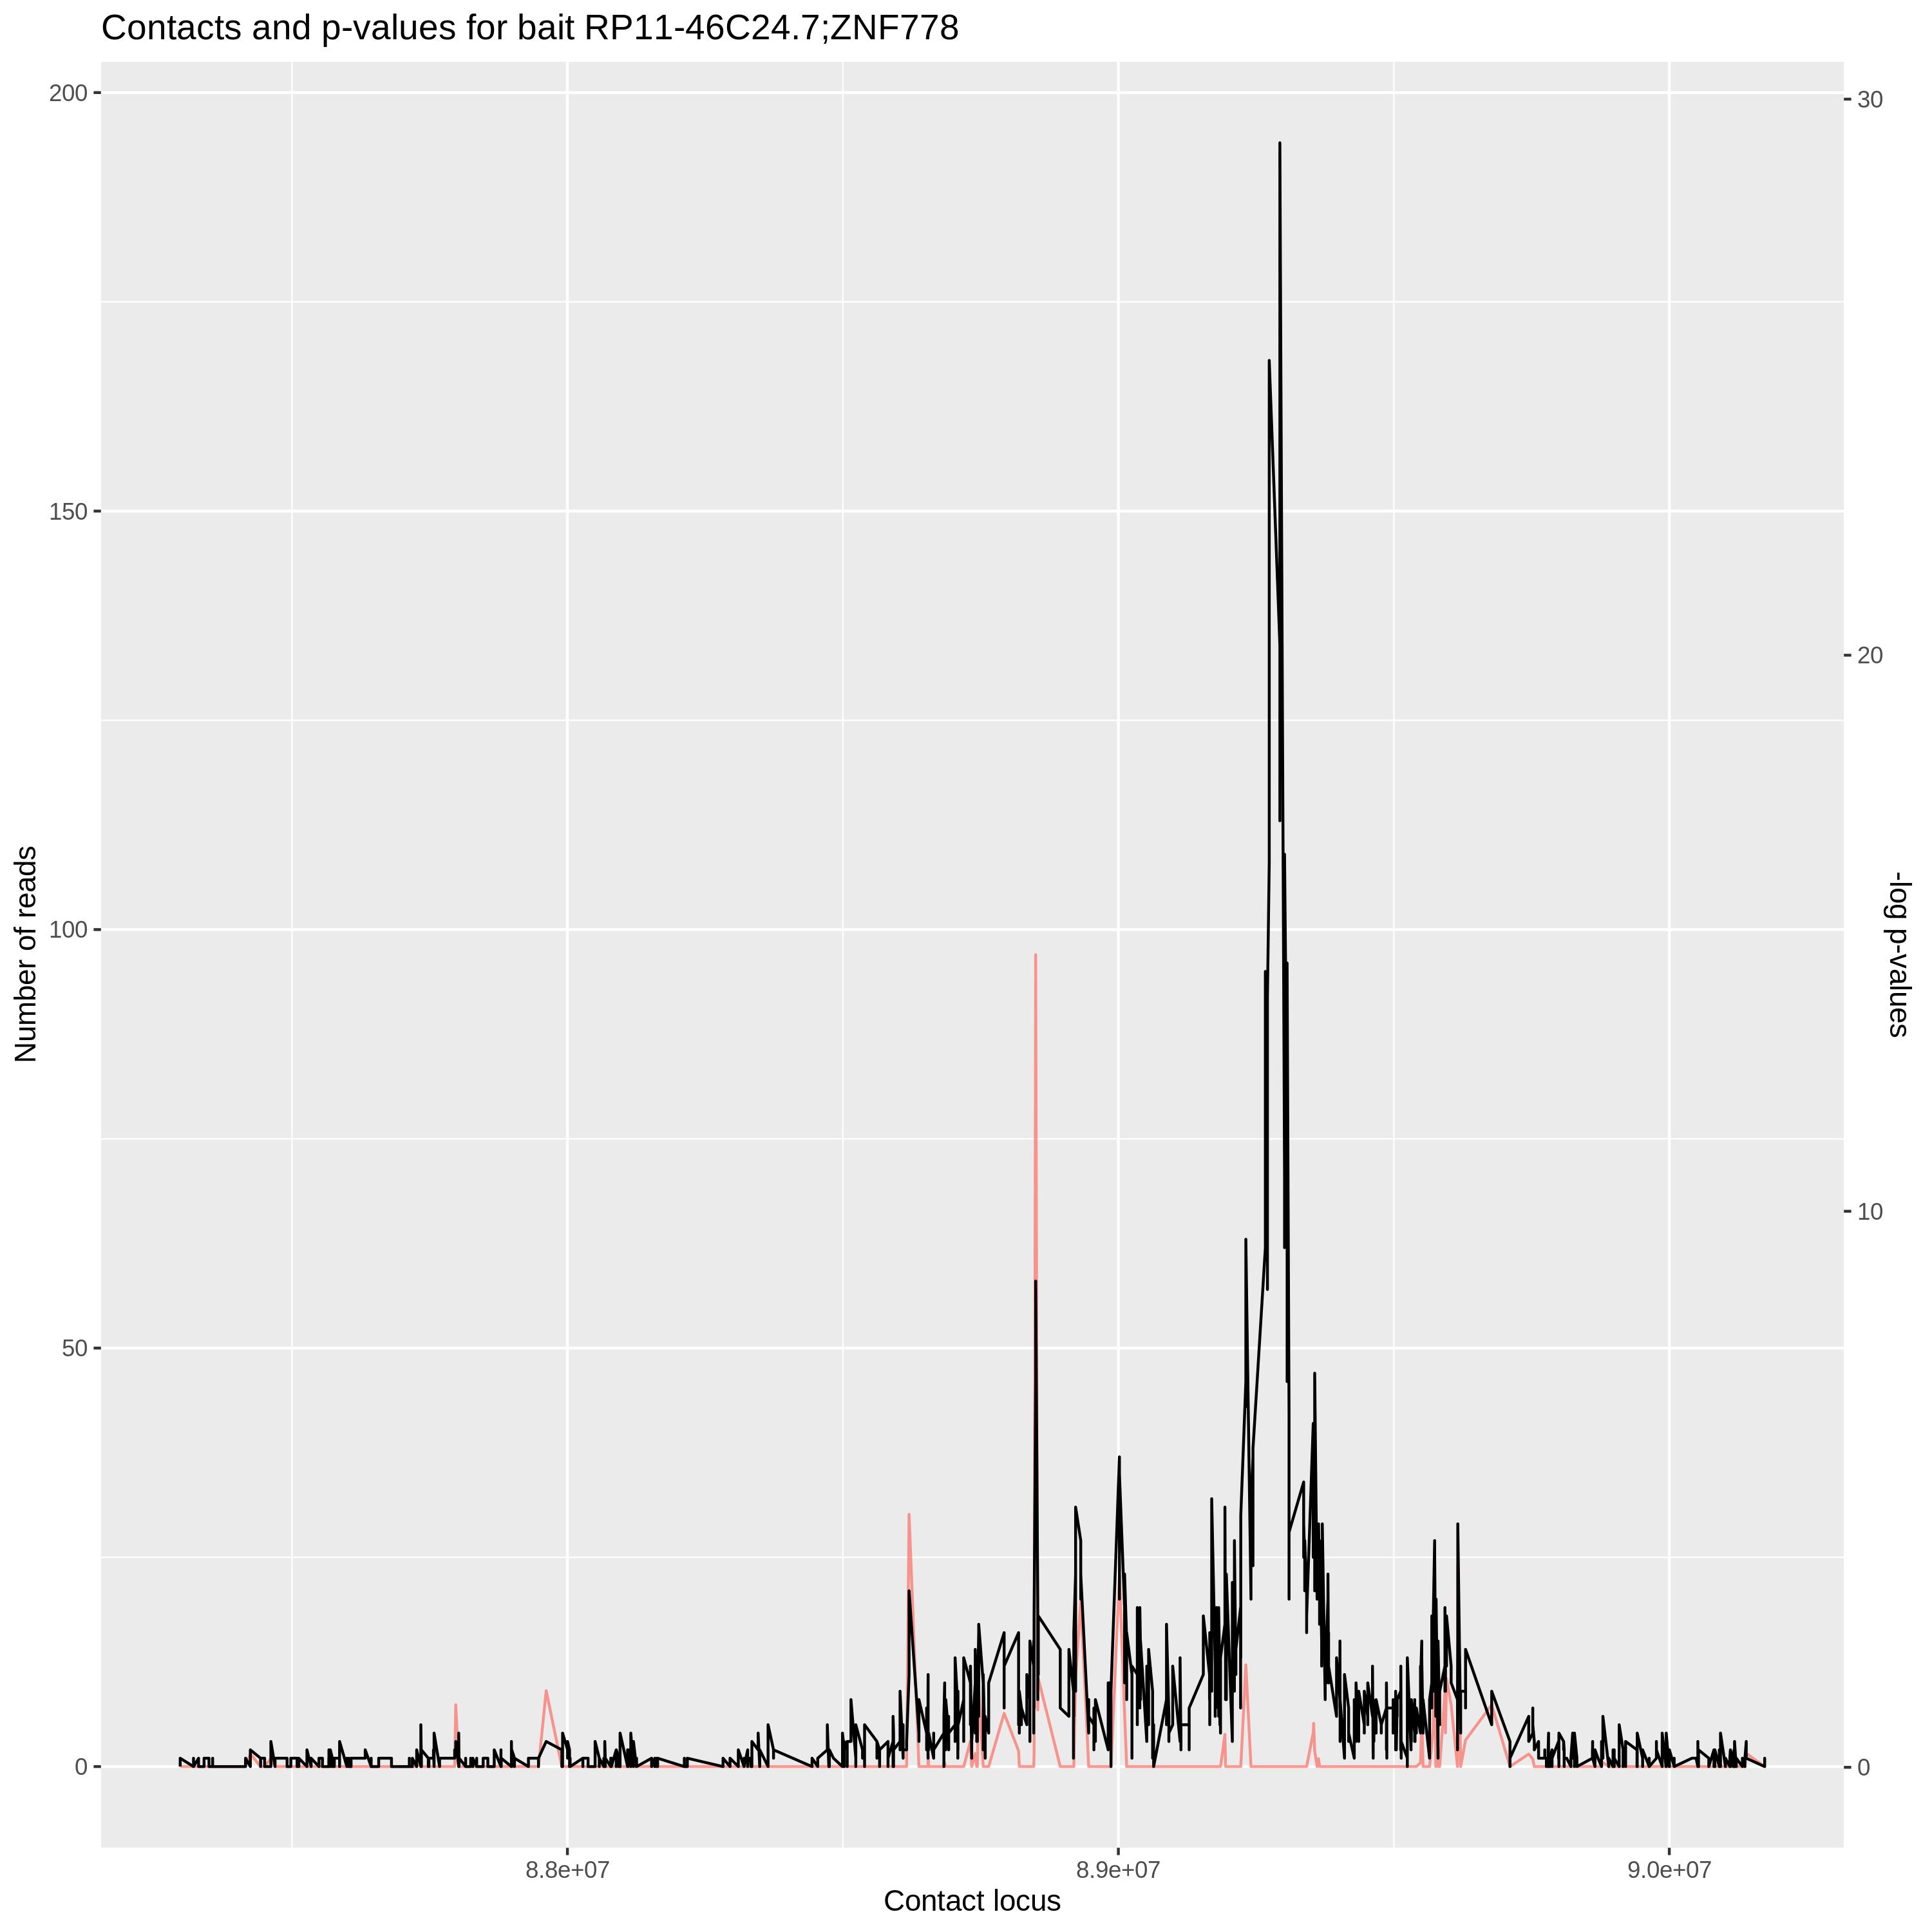 Contacts and p-values for bait RP11-46C24.7;ZNF778
200
150
100
50
0
Number of reads
30
20
10
0
-log p-values
8.8e+07 8.9e+07 9.0e+07
Contact locus